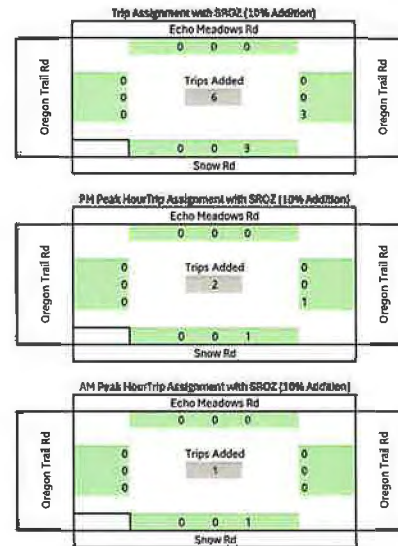 Trip Assignment with SROZ (10% Addition)
Echo Meadows Rd
0 0 0
Oregon Trail Rd
0 Trips Added 0
0 6 0
0 3
Oregon Trail Rd
0 0 3
Snow Rd
PM Peak HourTrip Assignment with SROZ (10% Addition)
Echo Meadows Rd
0 0 0
Oregon Trail Rd
0 Trips Added 0
0 2 0
0 1
Oregon Trail Rd
0 0 1
Snow Rd
AM Peak HourTrip Assignment with SROZ (10% Addition)
Echo Meadows Rd
0 0 0
Oregon Trail Rd
0 Trips Added 0
0 1 0
0 0
Oregon Trail Rd
0 0 1
Snow Rd